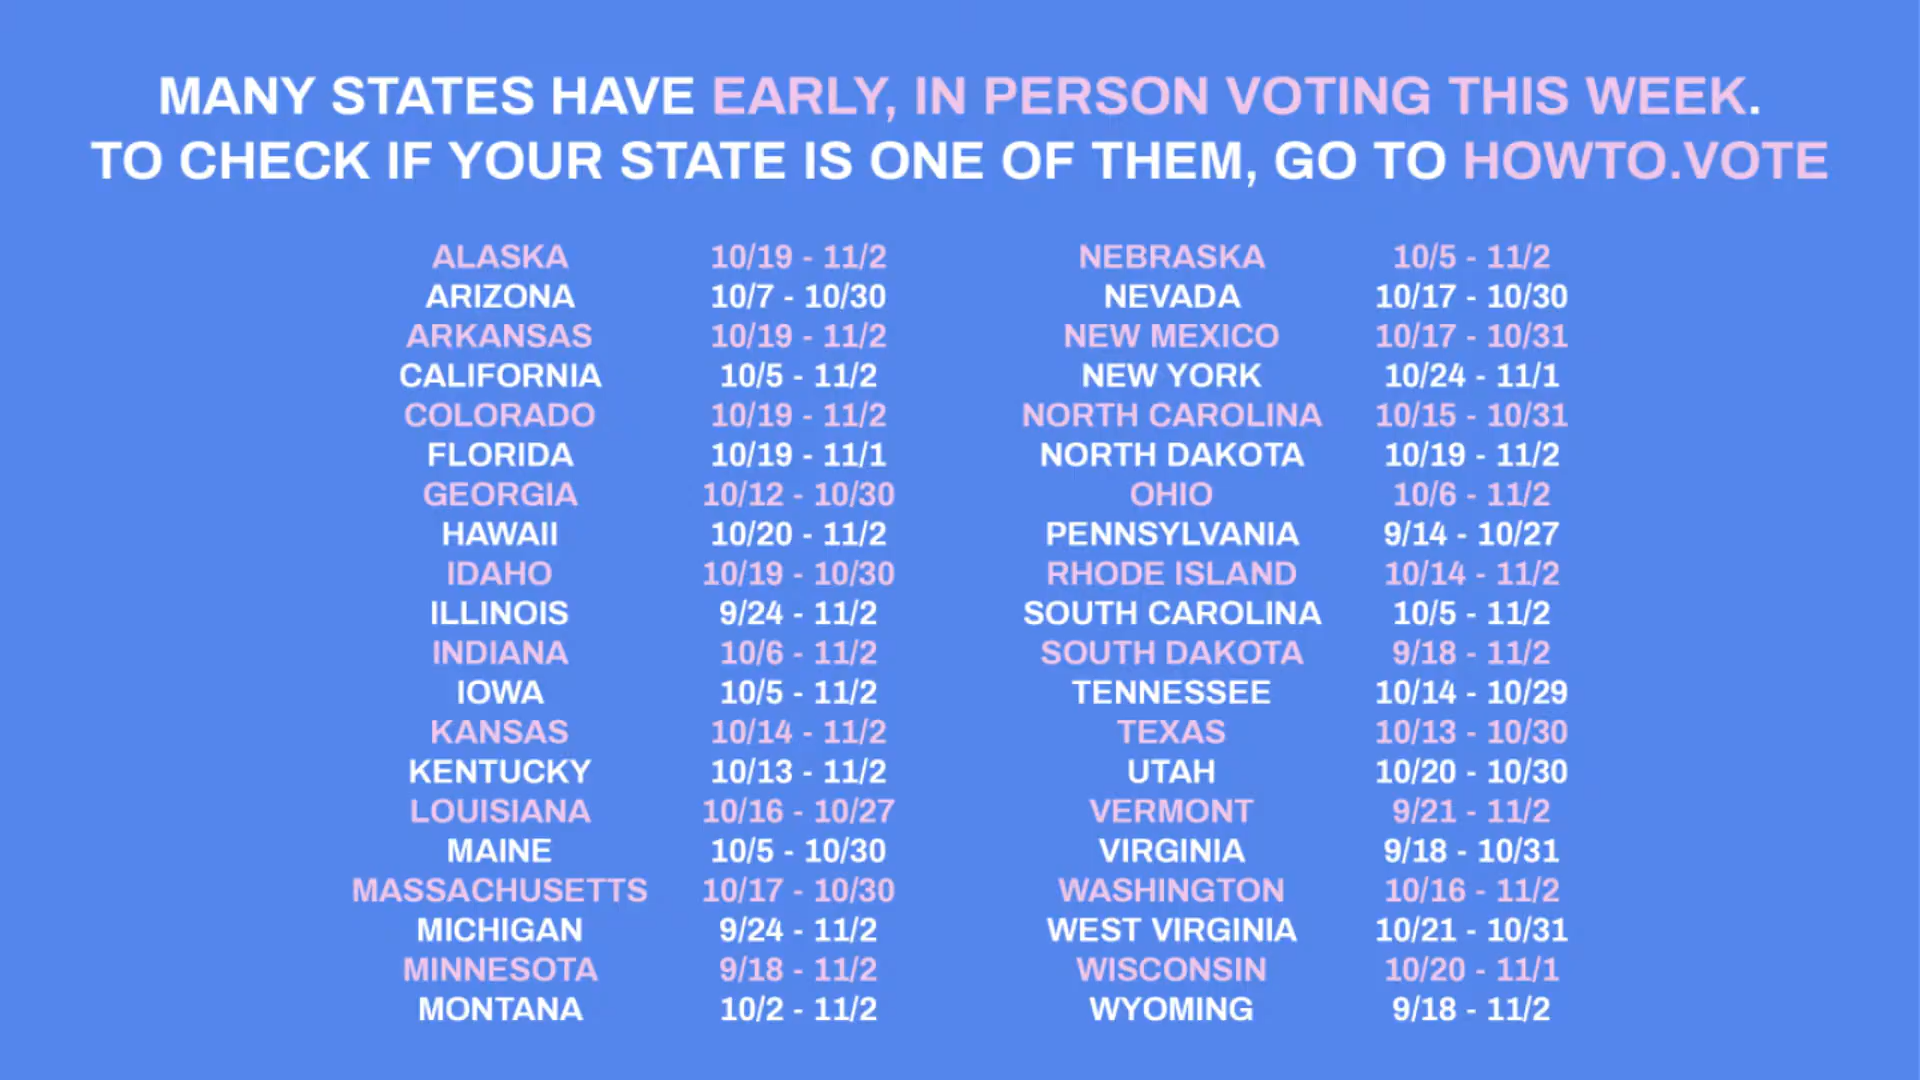 MANY STATES HAVE EARLY, IN PERSON VOTING THIS WEEK.
TO CHECK IF YOUR STATE IS ONE OF THEM, GO TO HOWTO.VOTE
ALASKA 10/19 - 11/2
ARIZONA 10/7 - 10/30
ARKANSAS 10/19 - 11/2
CALIFORNIA 10/5 - 11/2
COLORADO 10/19 - 11/2
FLORIDA 10/19 - 11/1
GEORGIA 10/12 - 10/30
HAWAII 10/20 - 11/2
IDAHO 10/19 - 10/30
ILLINOIS 9/24 - 11/2
INDIANA 10/6 - 11/2
IOWA 10/5 - 11/2
KANSAS 10/14 - 11/2
KENTUCKY 10/13 - 11/2
LOUISIANA 10/16 - 10/27
MAINE 10/5 - 10/30
MASSACHUSETTS 10/17 - 10/30
MICHIGAN 9/24 - 11/2
MINNESOTA 9/18 - 11/2
MONTANA 10/2 - 11/2
NEBRASKA 10/5 - 11/2
NEVADA 10/17 - 10/30
NEW MEXICO 10/17 - 10/31
NEW YORK 10/24 - 11/1
NORTH CAROLINA 10/15 - 10/31
NORTH DAKOTA 10/19 - 11/2
OHIO 10/6 - 11/2
PENNSYLVANIA 9/14 - 10/27
RHODE ISLAND 10/14 - 11/2
SOUTH CAROLINA 10/5 - 11/2
SOUTH DAKOTA 9/18 - 11/2
TENNESSEE 10/14 - 10/29
TEXAS 10/13 - 10/30
UTAH 10/20 - 10/30
VERMONT 9/21 - 11/2
VIRGINIA 9/18 - 10/31
WASHINGTON 10/16 - 11/2
WEST VIRGINIA 10/21 - 10/31
WISCONSIN 10/20 - 11/1
WYOMING 9/18 - 11/2